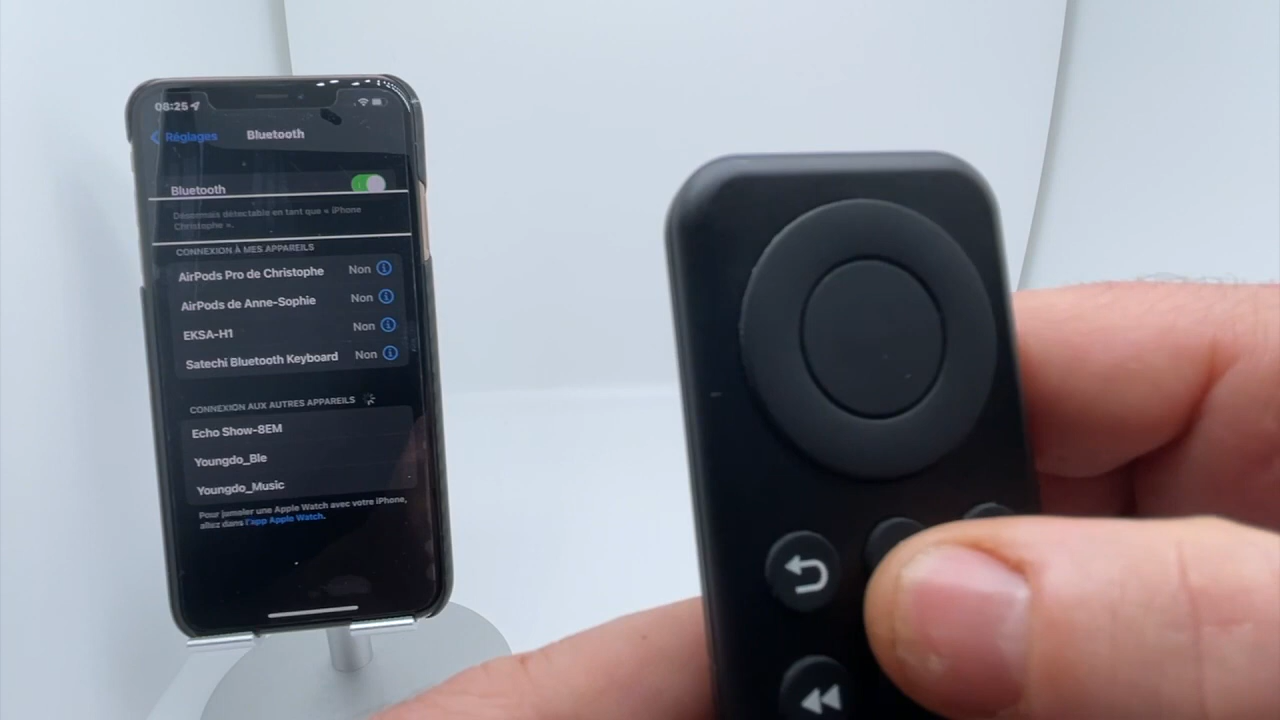 08:25
Réglages
Bluetooth
Bluetooth
Désormais détectable en tant que « iPhone
Christophe ».
CONNEXION À MES APPAREILS
AirPods Pro de Christophe Non
AirPods de Anne-Sophie Non
EKSA-H1 Non
Satechi Bluetooth Keyboard Non
CONNEXION AUX AUTRES APPAREILS
Echo Show-8EM
Youngdo_Ble
Youngdo_Music
Pour jumeler une Apple Watch avec votre iPhone,
allez dans l'app Apple Watch.